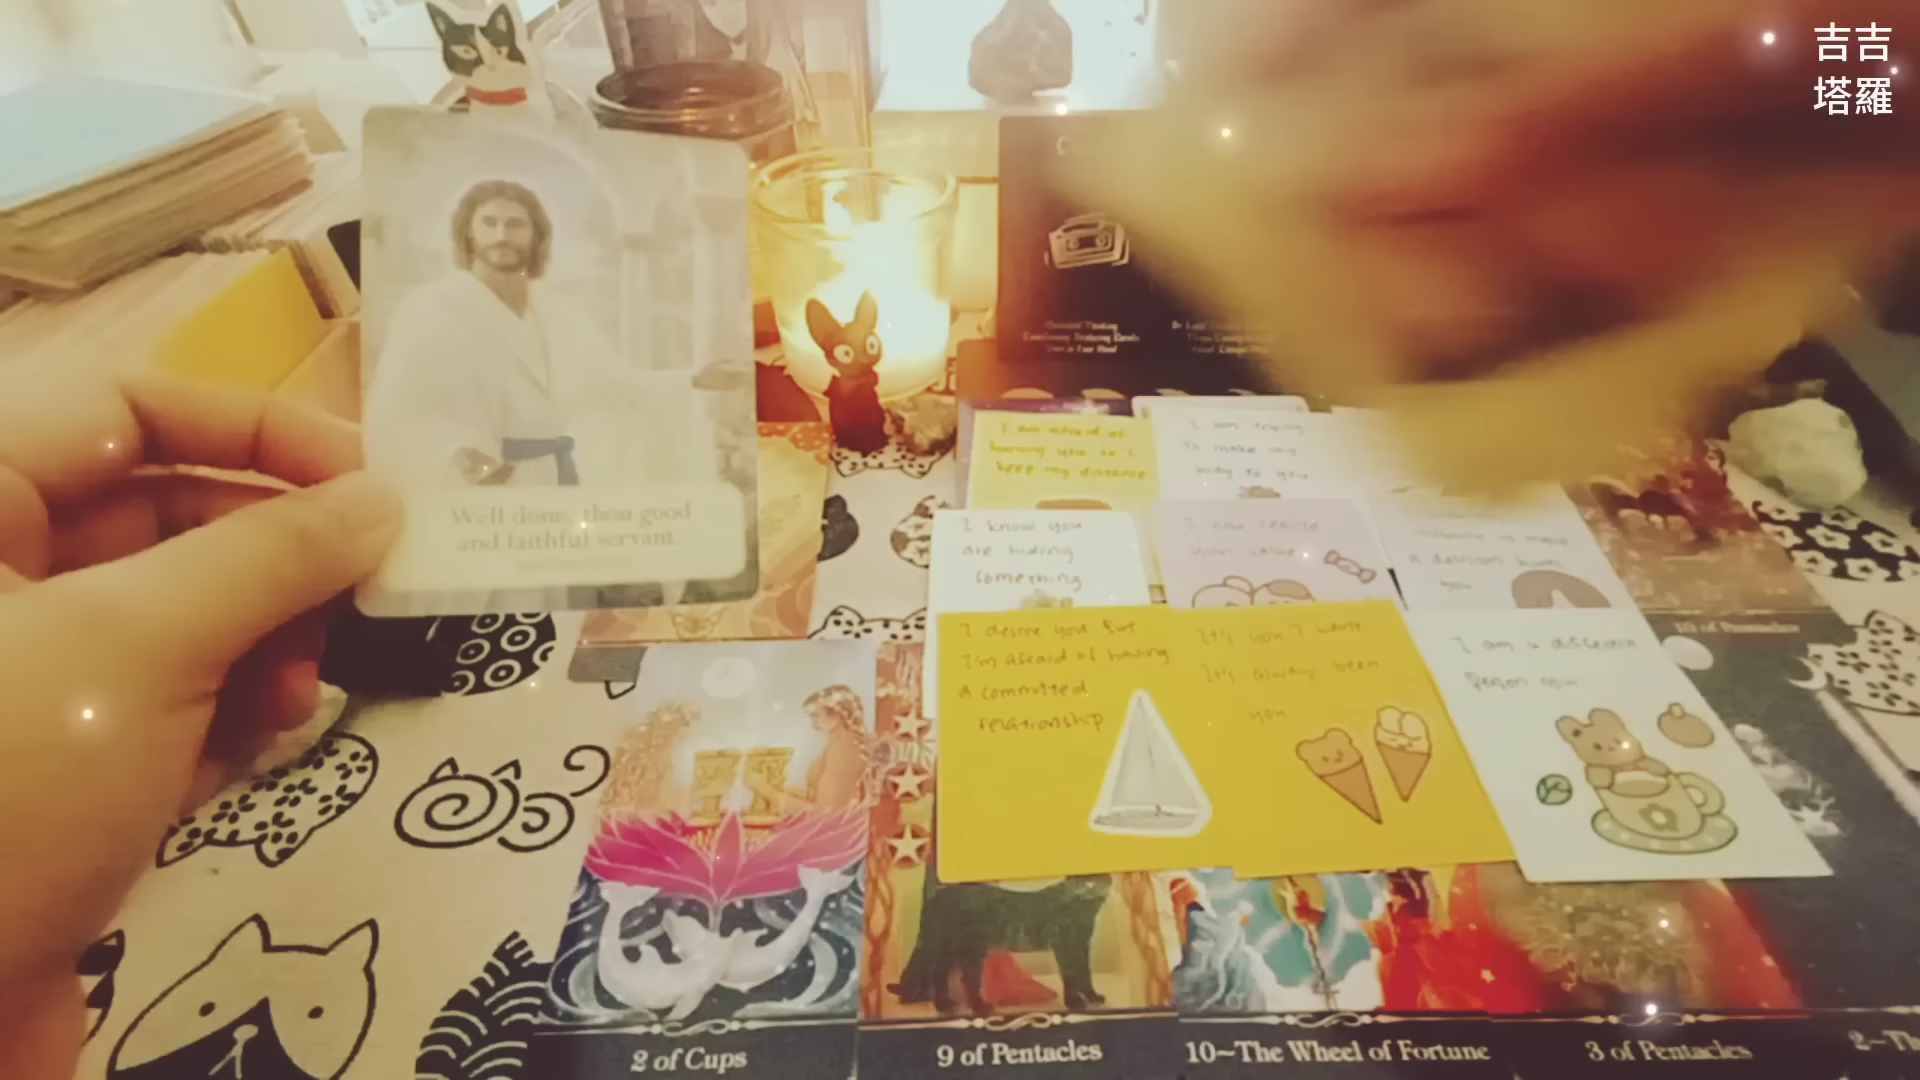 吉吉
塔羅
Well done, thou good
and faithful servant.
I am afraid of
hurting you so I
keep my distance
I am trying
to make my
way to you
I know you
are hiding
something
I now realize
your value
a decision
you
I desire you but
I'm afraid of having
a committed
relationship
It's you I want
It's always been
you
I am a different
person now
10 of Pentacles
2 of Cups
9 of Pentacles
10~The Wheel of Fortune
3 of Pentacles